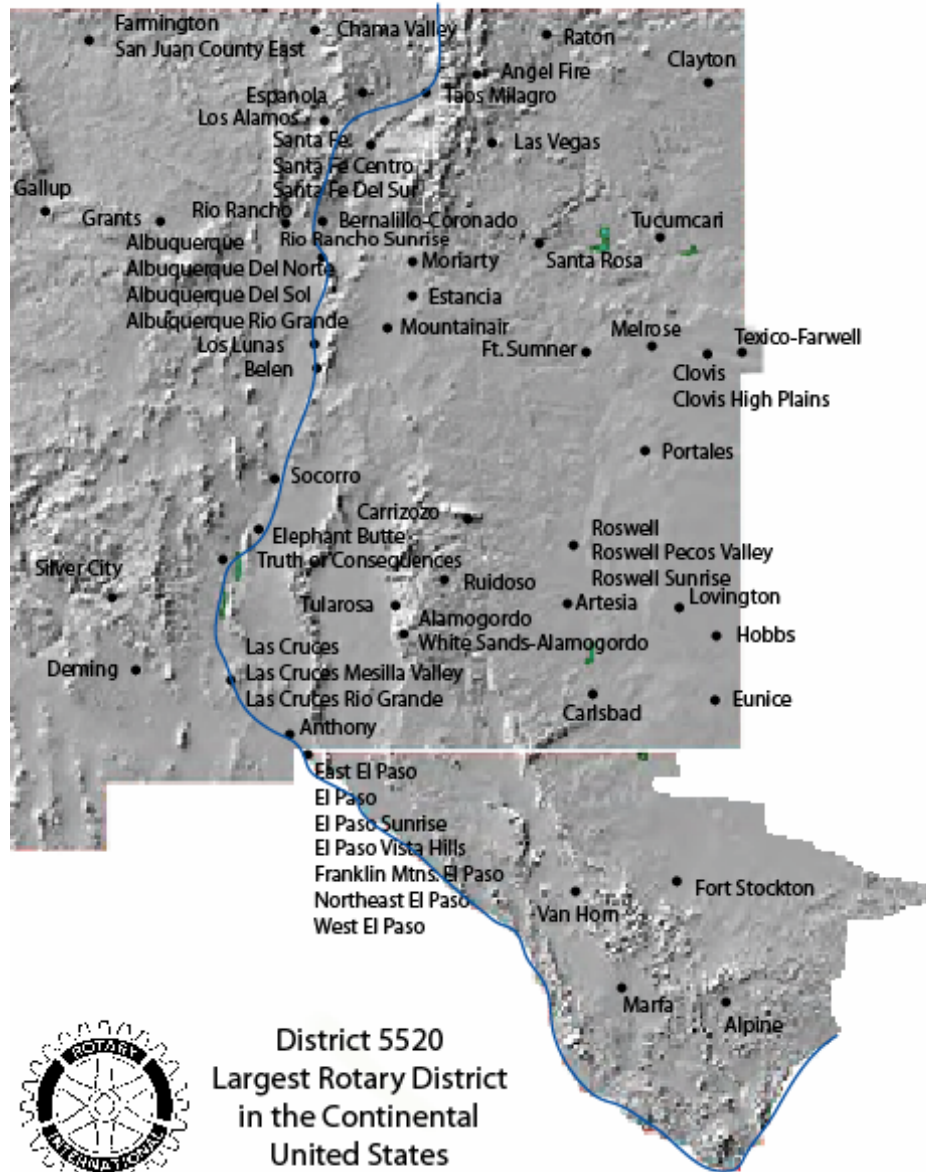 Farmington
San Juan County East
Chama Valley
Raton
Clayton
Angel Fire
Espanola
Taos Milagro
Los Alamos
Santa Fe
Santa Fe Centro
Santa Fe Del Sur
Las Vegas
Gallup
Grants
Rio Rancho
Bernalillo-Coronado
Rio Rancho Sunrise
Tucumcari
Albuquerque
Albuquerque Del Norte
Albuquerque Del Sol
Albuquerque Rio Grande
Moriarty
Santa Rosa
Estancia
Mountainair
Los Lunas
Belen
Ft. Sumner
Melrose
Texico-Farwell
Clovis
Clovis High Plains
Portales
Socorro
Carrizozo
Elephant Butte
Truth or Consequences
Roswell
Roswell Pecos Valley
Roswell Sunrise
Silver City
Ruidoso
Tularosa
Artesia
Lovington
Alamogordo
White Sands-Alamogordo
Hobbs
Las Cruces
Las Cruces Mesilla Valley
Las Cruces Rio Grande
Deming
Carlsbad
Eunice
Anthony
East El Paso
El Paso
El Paso Sunrise
El Paso Vista Hills
Franklin Mtns. El Paso
Northeast El Paso
West El Paso
Van Horn
Fort Stockton
Marfa
Alpine
ROTARY
INTERNATIONAL
District 5520
Largest Rotary District
in the Continental
United States